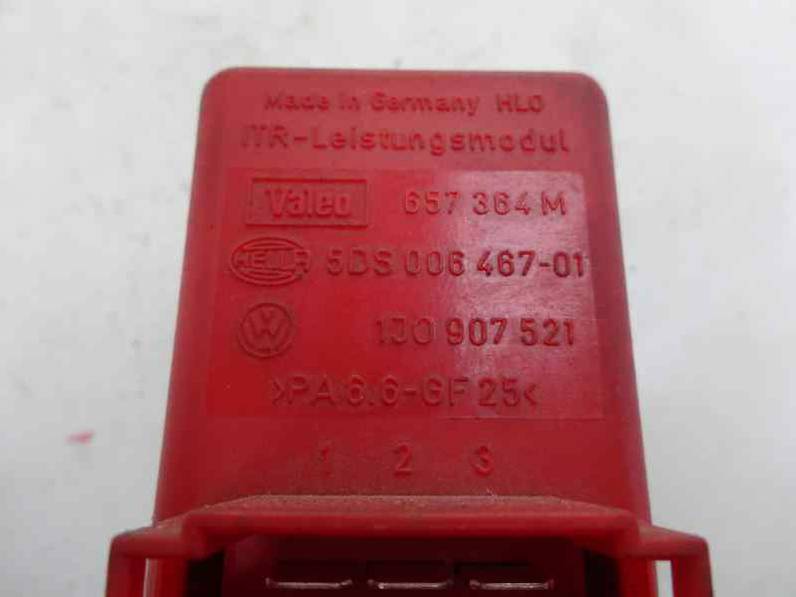 Made in Germany HLO
ITR-Leistungsmodul
Valeo 657 364 M
HELLA 5DS 006 467-01
VW 1J0 907 521
>PA 6.6-GF 25<
1 2 3